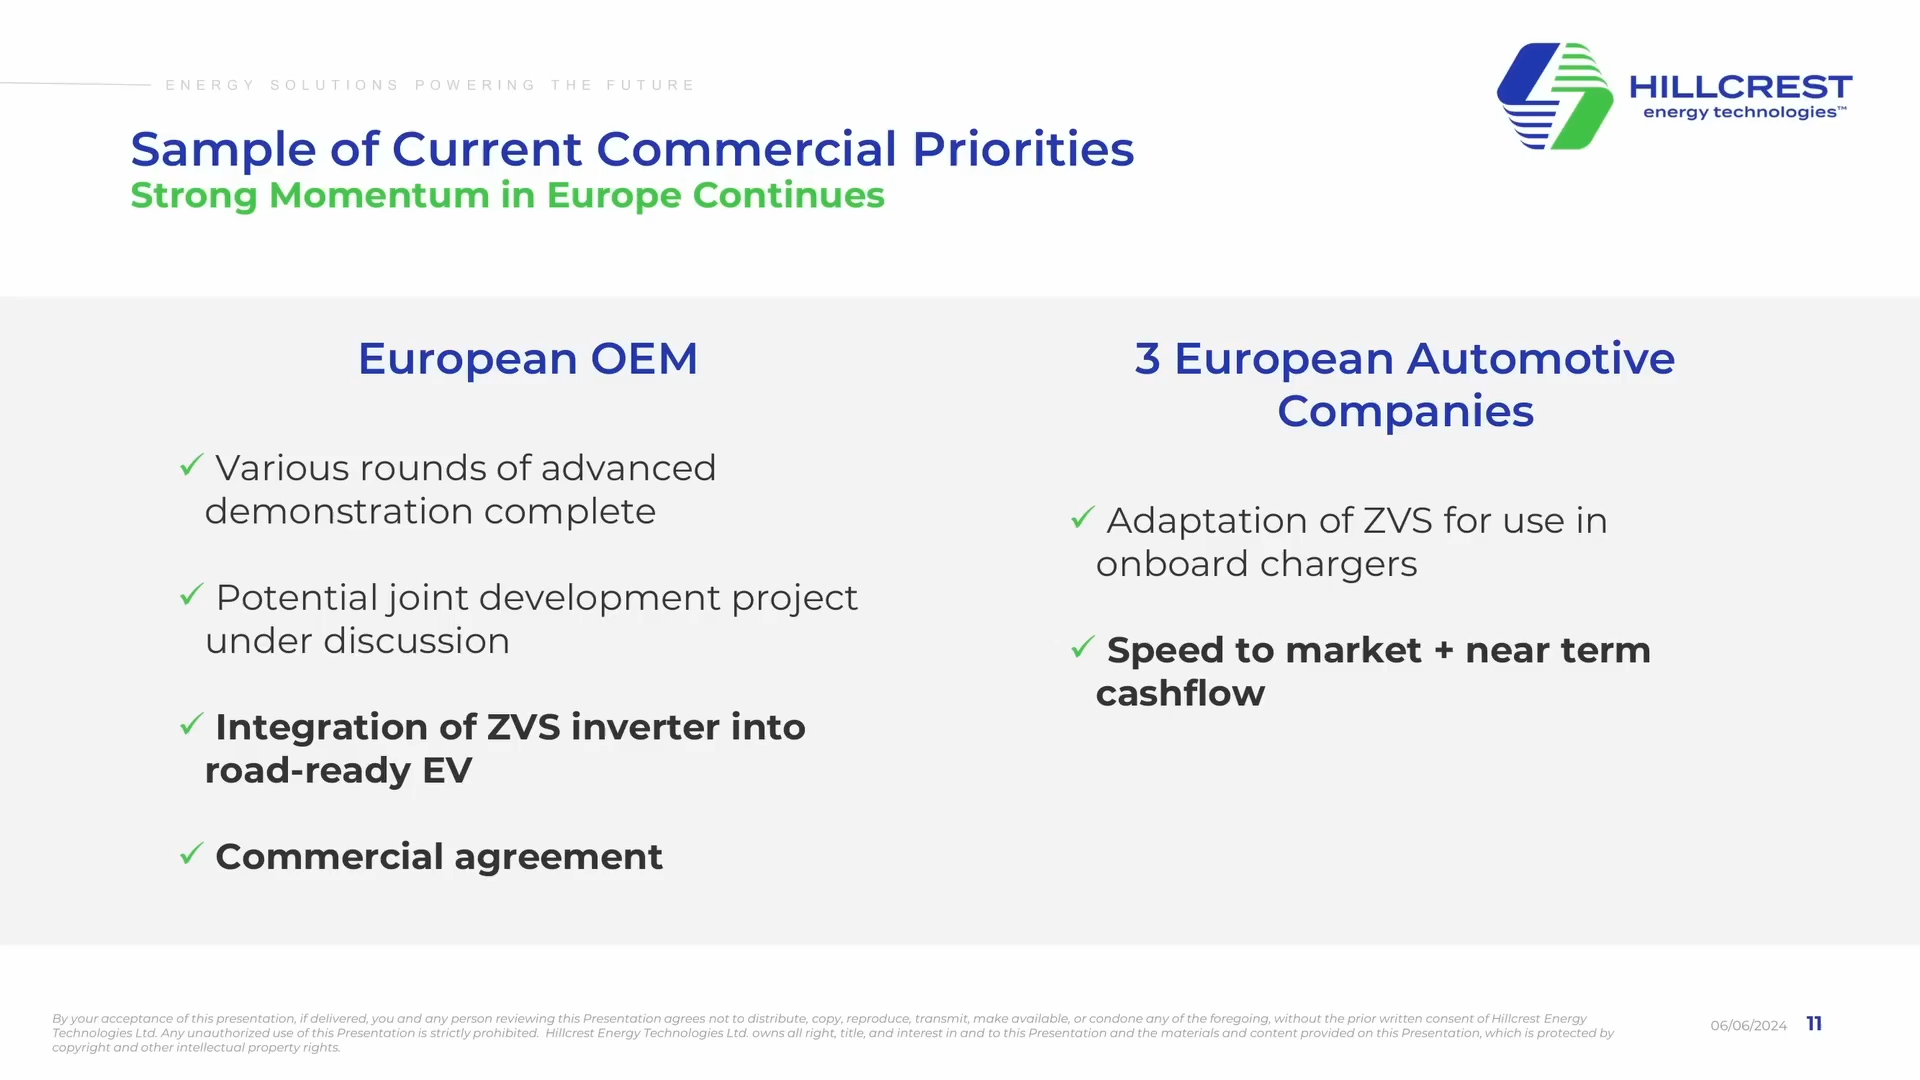 ENERGY SOLUTIONS POWERING THE FUTURE
HILLCREST
energy technologies™
Sample of Current Commercial Priorities
Strong Momentum in Europe Continues
European OEM
✓ Various rounds of advanced
demonstration complete
✓ Potential joint development project
under discussion
✓ Integration of ZVS inverter into
road-ready EV
✓ Commercial agreement
3 European Automotive
Companies
✓ Adaptation of ZVS for use in
onboard chargers
✓ Speed to market + near term
cashflow
By your acceptance of this presentation, if delivered, you and any person reviewing this Presentation agrees not to distribute, copy, reproduce, transmit, make available, or condone any of the foregoing, without the prior written consent of Hillcrest Energy
Technologies Ltd. Any unauthorized use of this Presentation is strictly prohibited. Hillcrest Energy Technologies Ltd. owns all right, title, and interest in and to this Presentation and the materials and content provided on this Presentation, which is protected by
copyright and other intellectual property rights.
06/06/2024 11